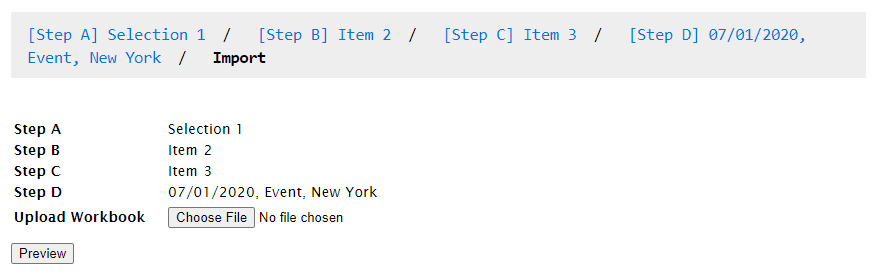 [Step A] Selection 1 / [Step B] Item 2 / [Step C] Item 3 / [Step D] 07/01/2020,
Event, New York / Import
Step A Selection 1
Step B Item 2
Step C Item 3
Step D 07/01/2020, Event, New York
Upload Workbook Choose File No file chosen
Preview